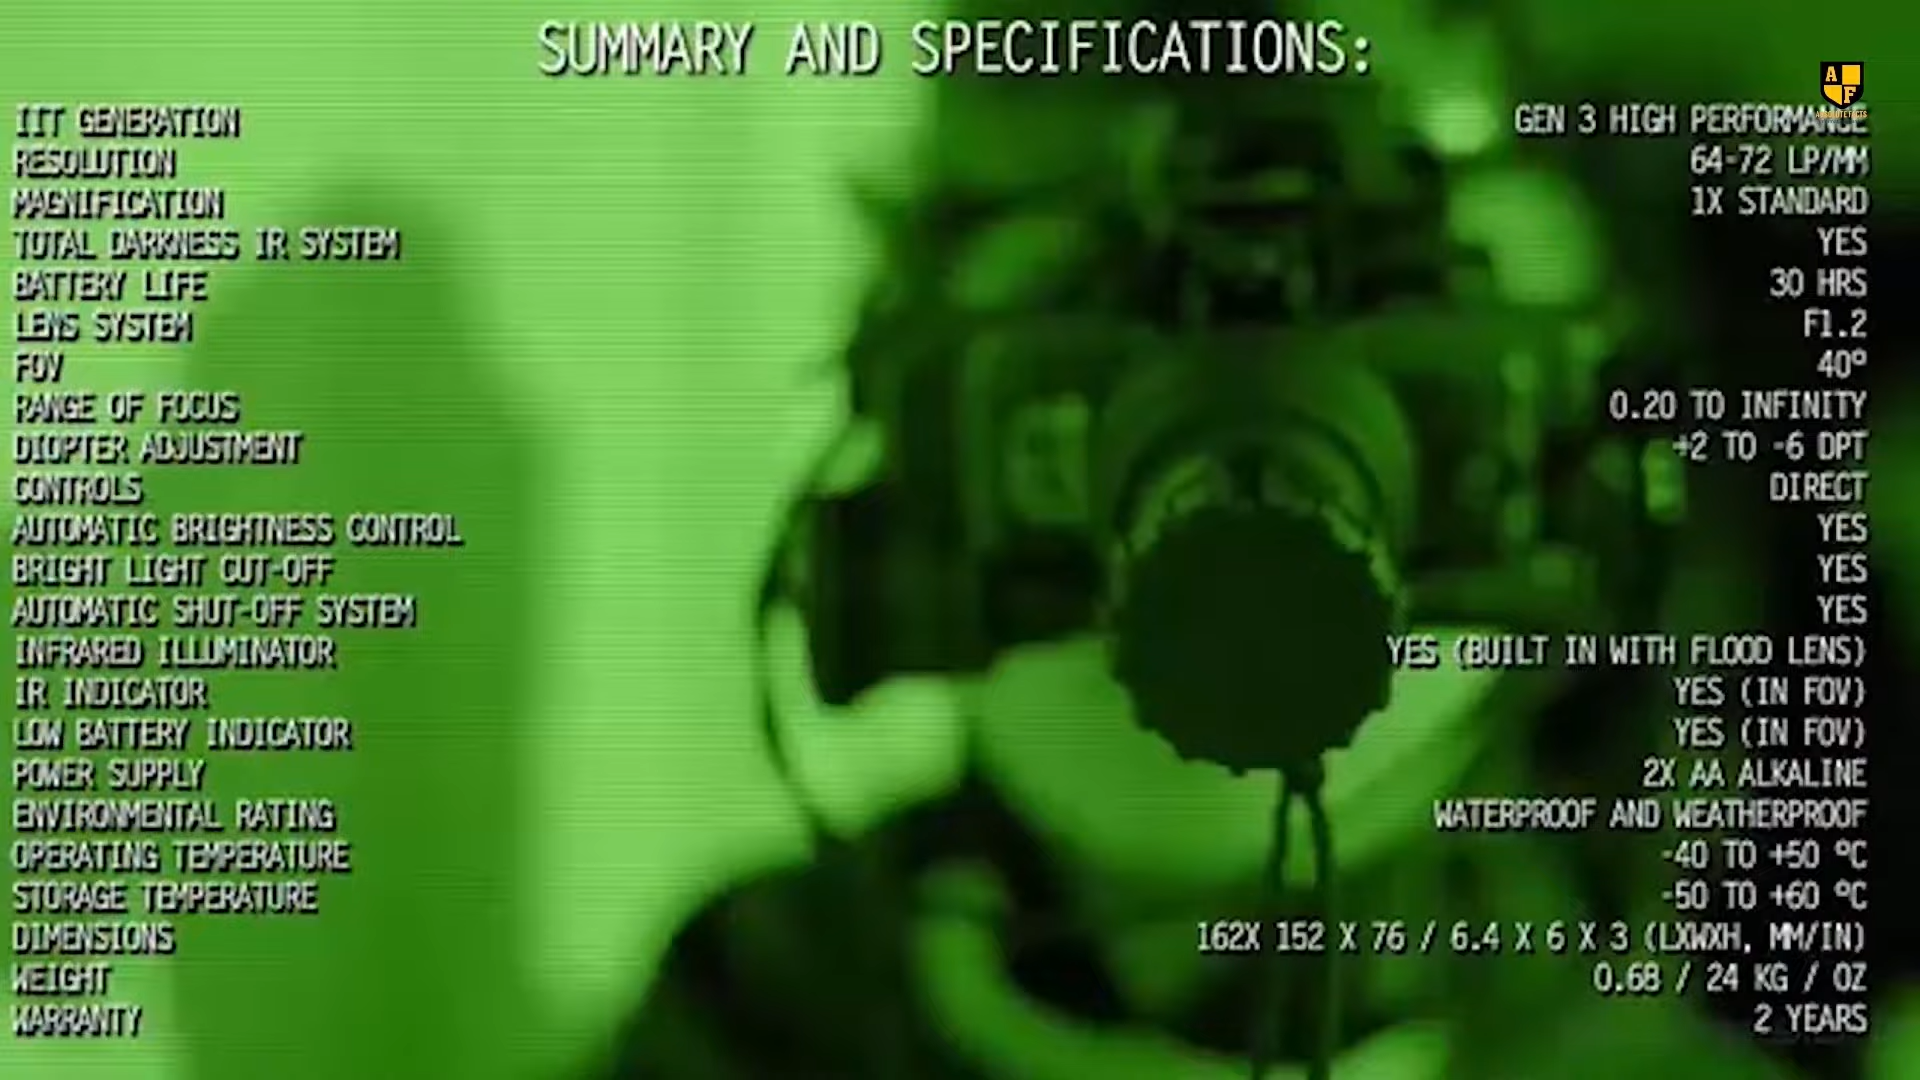 SUMMARY AND SPECIFICATIONS:
A
F
ABSOLUTE FACTS
IIT GENERATION GEN 3 HIGH PERFORMANCE
RESOLUTION 64-72 LP/MM
MAGNIFICATION 1X STANDARD
TOTAL DARKNESS IR SYSTEM YES
BATTERY LIFE 30 HRS
LENS SYSTEM F1.2
FOV 40º
RANGE OF FOCUS 0.20 TO INFINITY
DIOPTER ADJUSTMENT +2 TO -6 DPT
CONTROLS DIRECT
AUTOMATIC BRIGHTNESS CONTROL YES
BRIGHT LIGHT CUT-OFF YES
AUTOMATIC SHUT-OFF SYSTEM YES
INFRARED ILLUMINATOR YES (BUILT IN WITH FLOOD LENS)
IR INDICATOR YES (IN FOV)
LOW BATTERY INDICATOR YES (IN FOV)
POWER SUPPLY 2X AA ALKALINE
ENVIRONMENTAL RATING WATERPROOF AND WEATHERPROOF
OPERATING TEMPERATURE -40 TO +50 ºC
STORAGE TEMPERATURE -50 TO +60 ºC
DIMENSIONS 162X 152 X 76 / 6.4 X 6 X 3 (LXWXH, MM/IN)
WEIGHT 0.68 / 24 KG / OZ
WARRANTY 2 YEARS